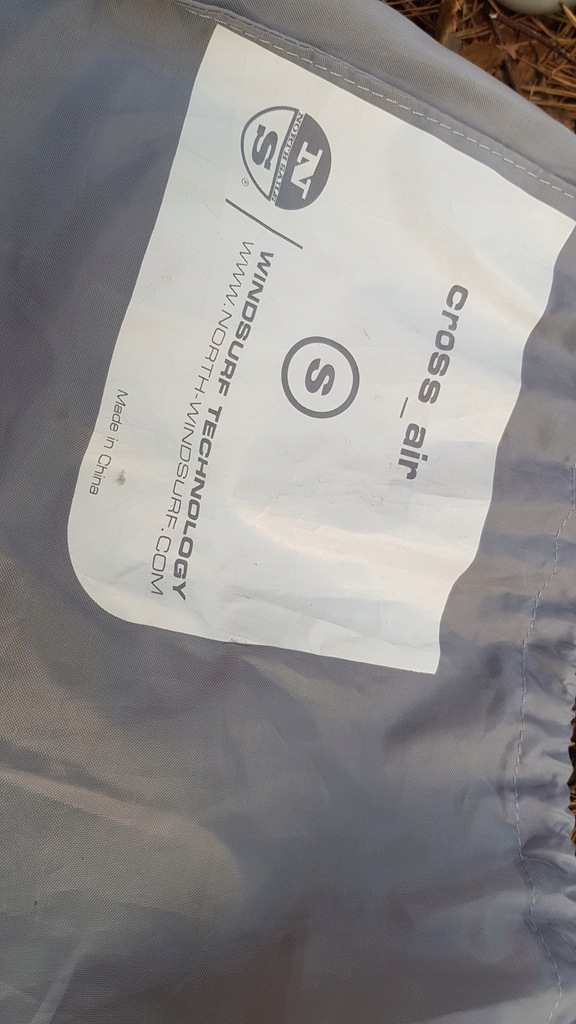 cross_air
S
N
NORTH SAILS
S
®
WINDSURF TECHNOLOGY
WWW.NORTH-WINDSURF.COM
Made in China